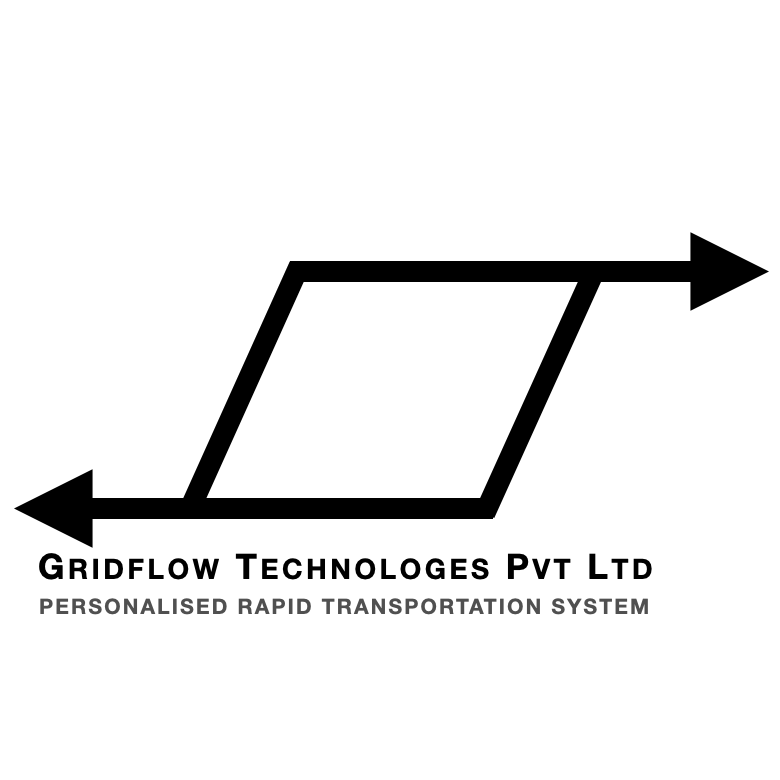 Gridflow Technologes Pvt Ltd
PERSONALISED RAPID TRANSPORTATION SYSTEM